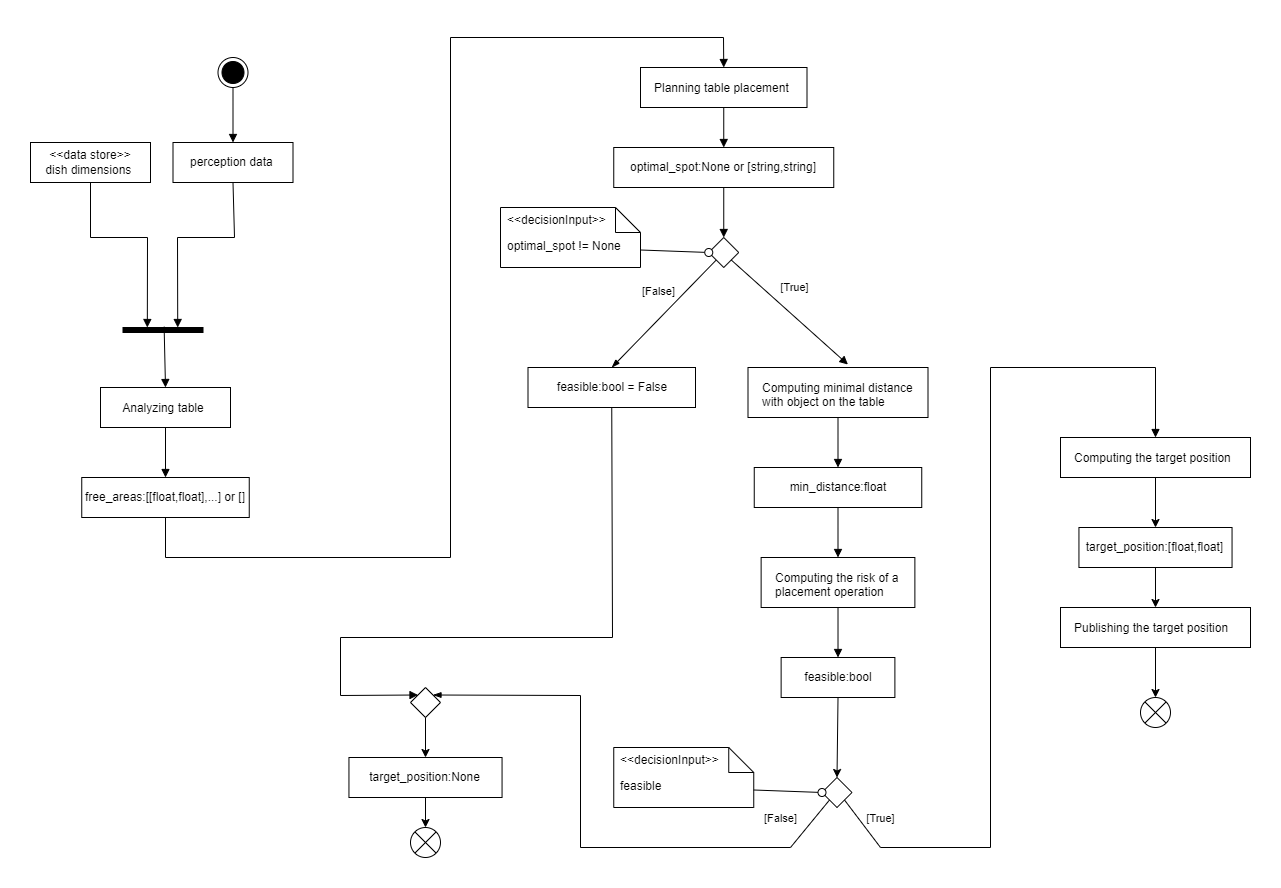 <<data store>>
dish dimensions
perception data
Analyzing table
free_areas:[[float,float],...] or []
Planning table placement
optimal_spot:None or [string,string]
<<decisionInput>>
optimal_spot != None
[False]
[True]
feasible:bool = False
Computing minimal distance
with object on the table
min_distance:float
Computing the risk of a
placement operation
feasible:bool
<<decisionInput>>
feasible
[False]
[True]
target_position:None
Computing the target position
target_position:[float,float]
Publishing the target position